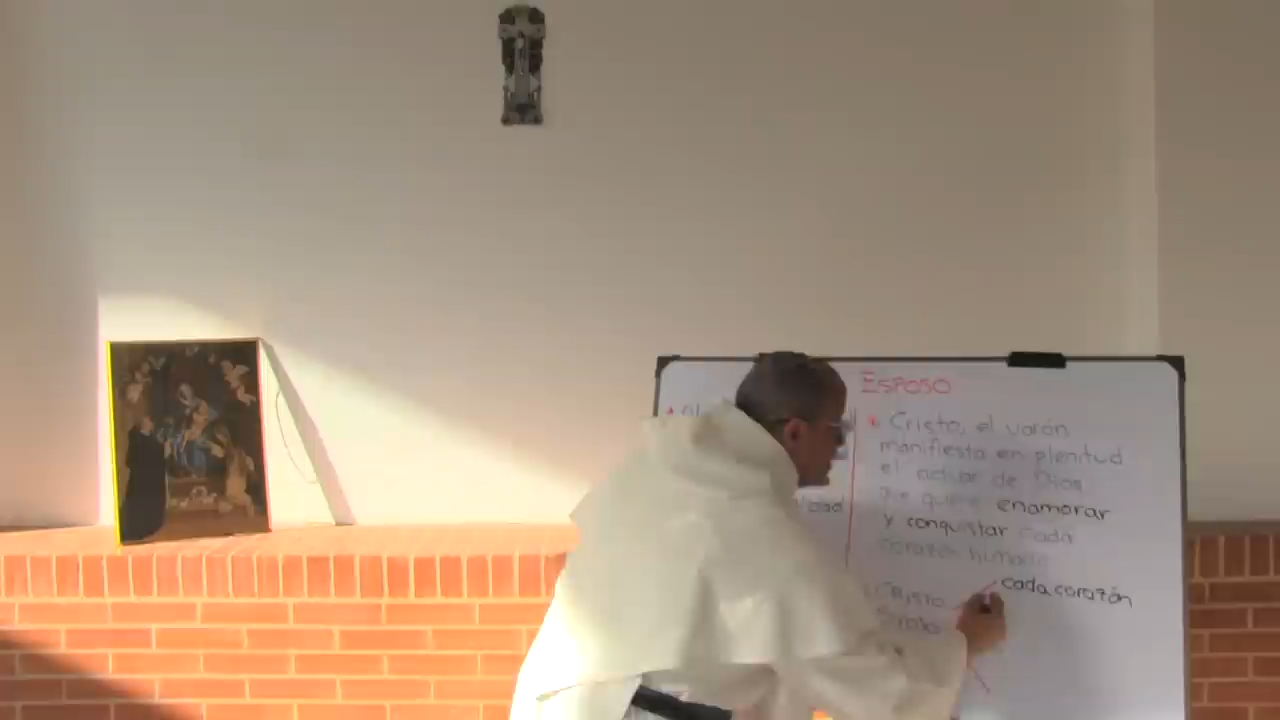 ESPOSO
Cristo, el varón
manifiesta en plenitud
el de Dios
que quiere enamorar
y conquistar cada
corazón humano
cada corazón
CRISTO